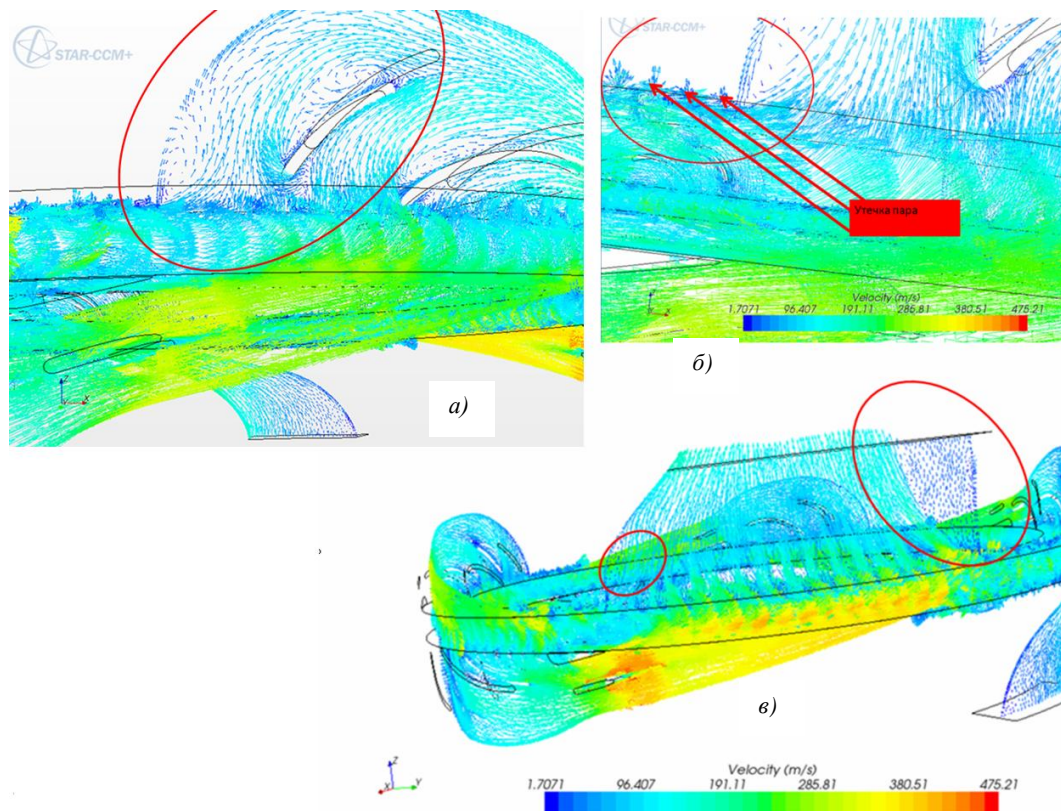 STAR-CCM+
STAR-CCM+
Утечка пара
Velocity (m/s)
1.7071 96.407 191.11 285.81 380.51 475.21
Z
X
Z
X
а)
б)
в)
Z
X
Y
Velocity (m/s)
1.7071 96.407 191.11 285.81 380.51 475.21